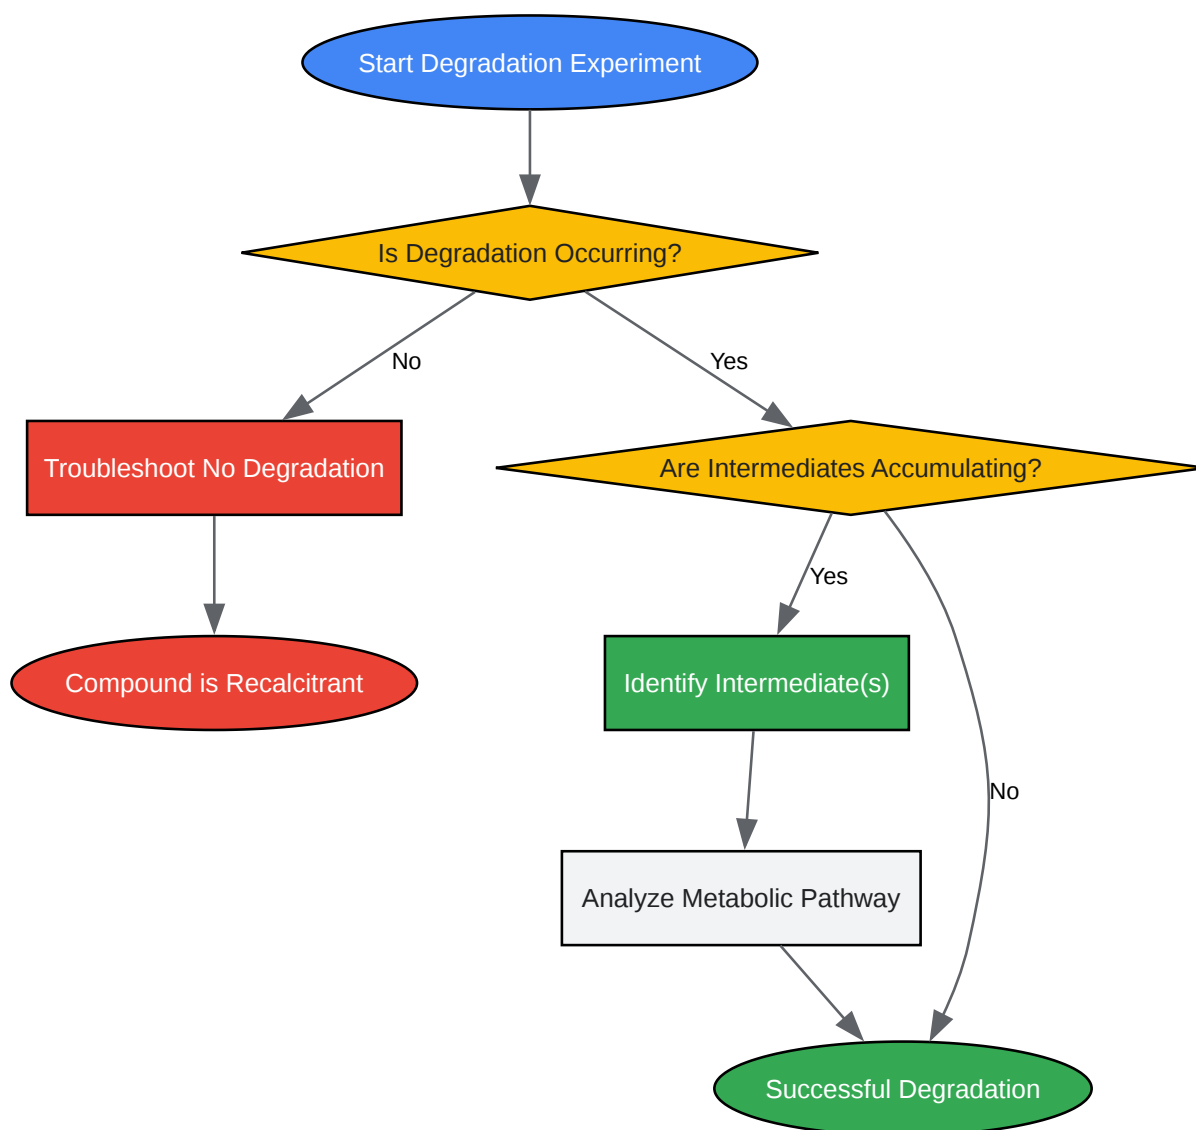 Start Degradation Experiment
Is Degradation Occurring?
No
Yes
Troubleshoot No Degradation
Are Intermediates Accumulating?
Yes
Compound is Recalcitrant
Identify Intermediate(s)
No
Analyze Metabolic Pathway
Successful Degradation